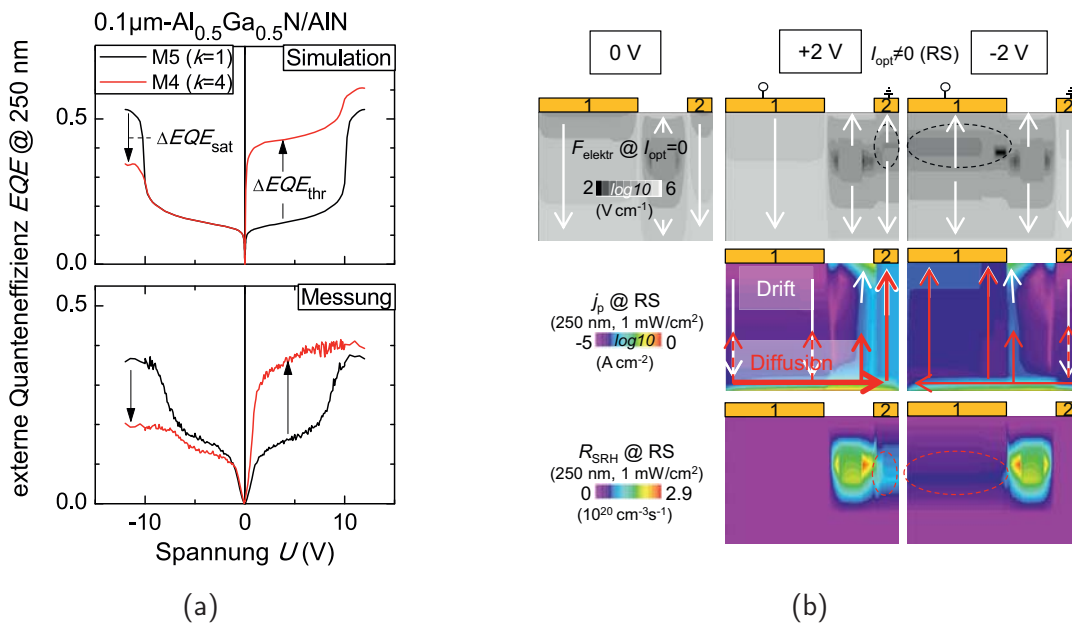 0.1µm-Al0.5Ga0.5N/AlN
M5 (k=1)
M4 (k=4)
Simulation
0.5
ΔEQEsat
ΔEQEthr
0.0
Messung
0.5
0.0
-10 0 10
Spannung U (V)
externe Quanteneffizienz EQE @ 250 nm
(a)
0 V
+2 V
Iopt≠0 (RS)
-2 V
1 2
1 2
1 2
Felektr @ Iopt=0
2 log10 6
(V cm-1)
1 2
1 2
jp @ RS
(250 nm, 1 mW/cm2)
-5 log10 0
(A cm-2)
Drift
Diffusion
1 2
1 2
RSRH @ RS
(250 nm, 1 mW/cm2)
0 2.9
(1020 cm-3s-1)
(b)